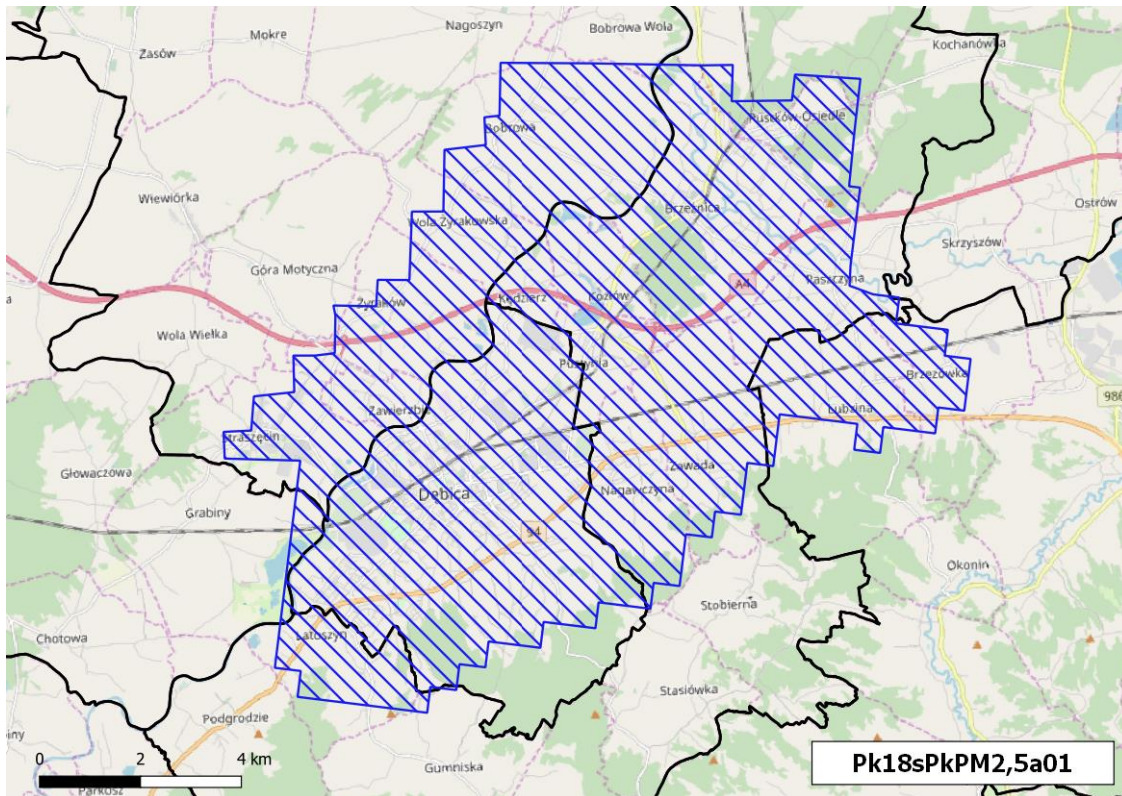 Nagoszyn
Bobrowa Wola
Mokre
Kochanówka
Zasów
Pustków-Osiedle
Bobrowa
Wiewiórka
Brzeźnica
Ostrów
Wola Żyrakowska
Skrzyszów
Góra Motyczna
Paszczyna
A4
Żyraków
Kędzierz
Kozłów
Wola Wielka
Pustynia
Brzezówka
986
Zawierzbie
Lubzina
Straszęcin
Głowaczowa
Zawada
Dębica
Nagawczyna
Grabiny
94
Okonin
Stobierna
Chotowa
Latoszyn
Stasiówka
Podgrodzie
0 2 4 km
Gumniska
Pk18sPkPM2,5a01
Parkosz